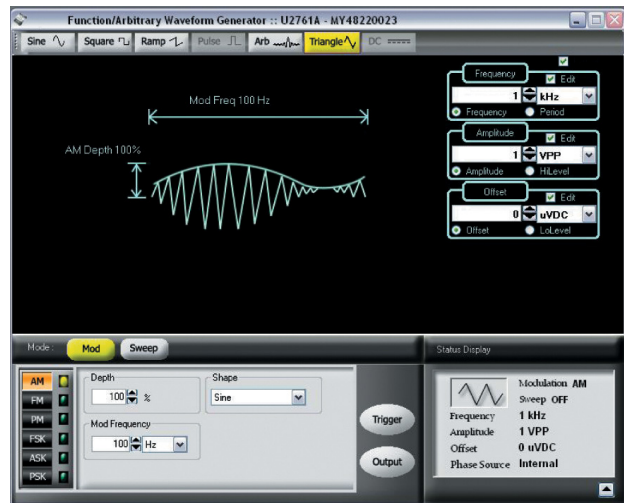 Function/Arbitrary Waveform Generator :: U2761A - MY48220023
Sine Square Ramp Pulse Arb Triangle DC
Mod Freq 100 Hz
AM Depth 100%
Frequency
Edit
1 kHz
Frequency Period
Amplitude
Edit
1 VPP
Amplitude HiLevel
Offset
Edit
0 uVDC
Offset LoLevel
Mode : Mod Sweep
AM
FM
PM
FSK
ASK
PSK
Depth
100 %
Mod Frequency
100 Hz
Shape
Sine
Trigger
Output
Status Display
Modulation AM
Sweep OFF
Frequency 1 kHz
Amplitude 1 VPP
Offset 0 uVDC
Phase Source Internal